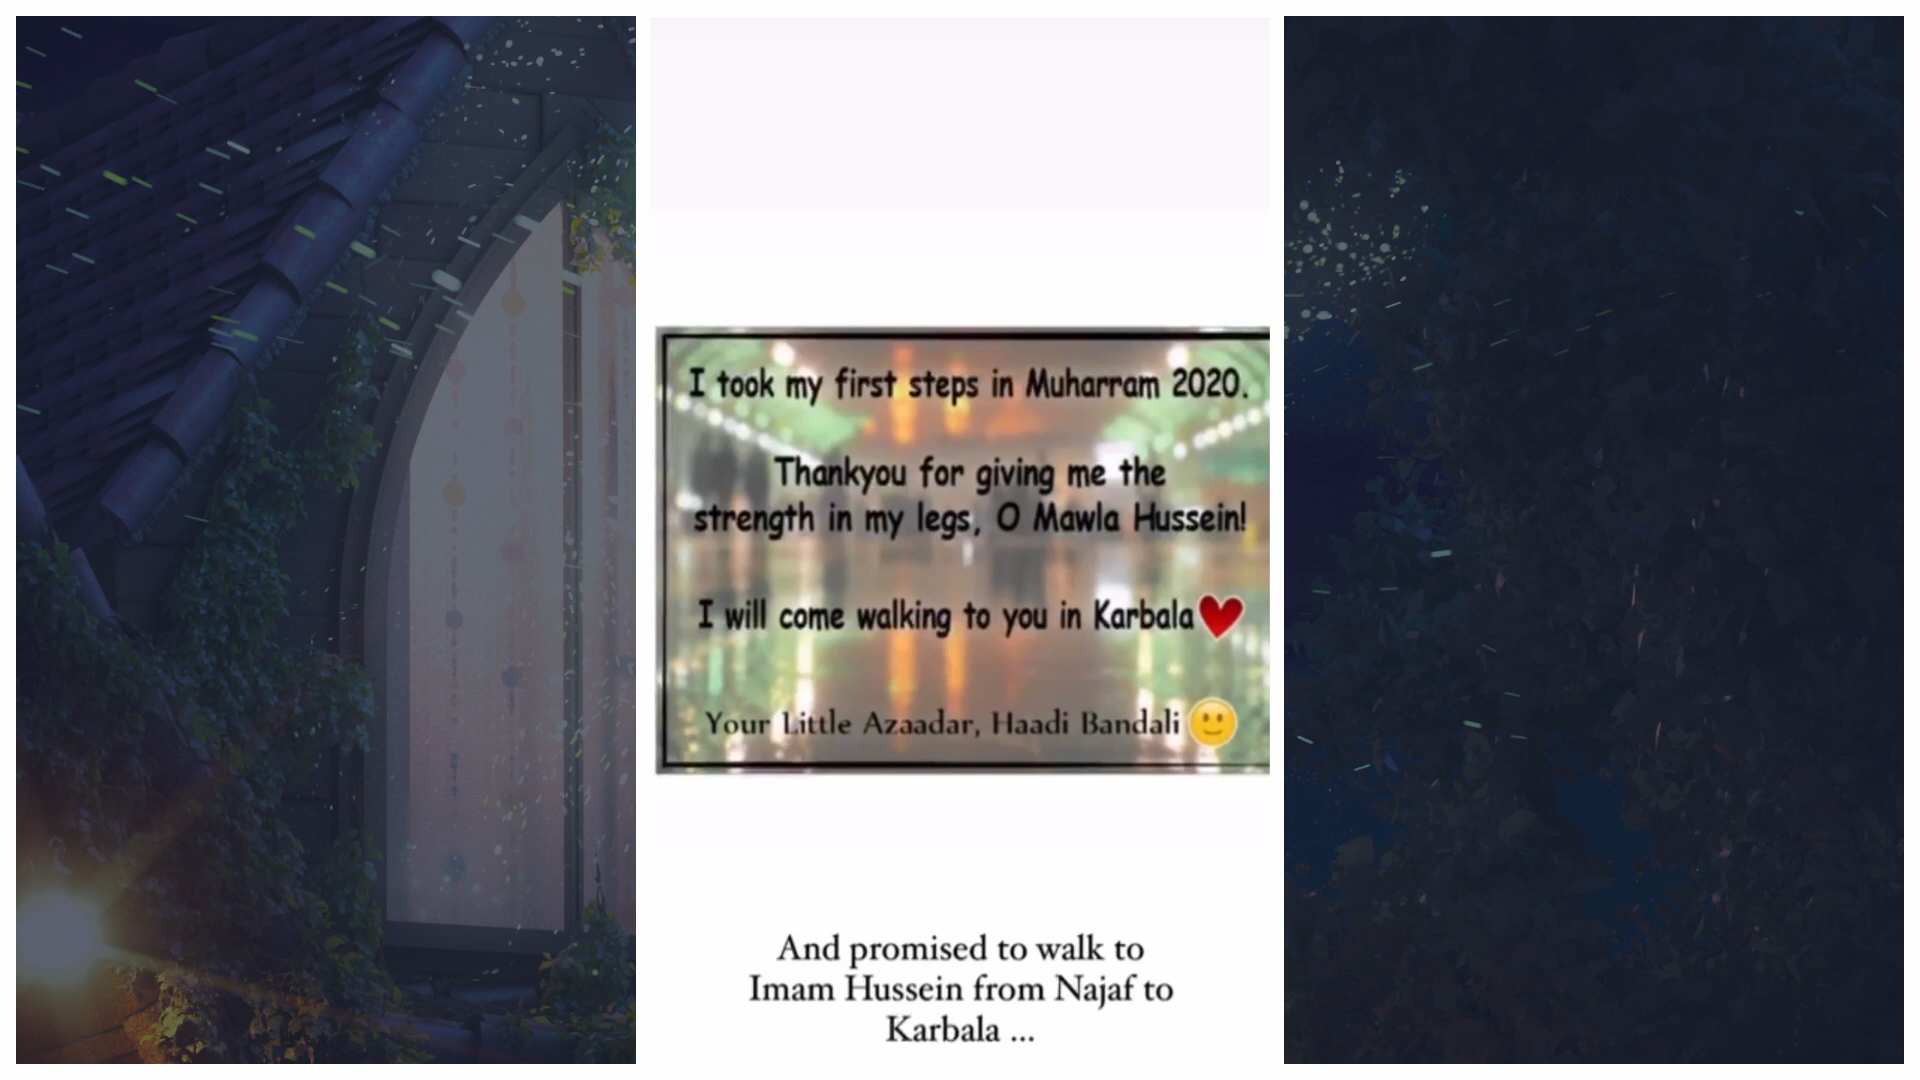 I took my first steps in Muharram 2020.
Thankyou for giving me the
strength in my legs, O Mawla Hussein!
I will come walking to you in Karbala❤
Your Little Azaadar, Haadi Bandali 🙂
And promised to walk to
Imam Hussein from Najaf to
Karbala ...